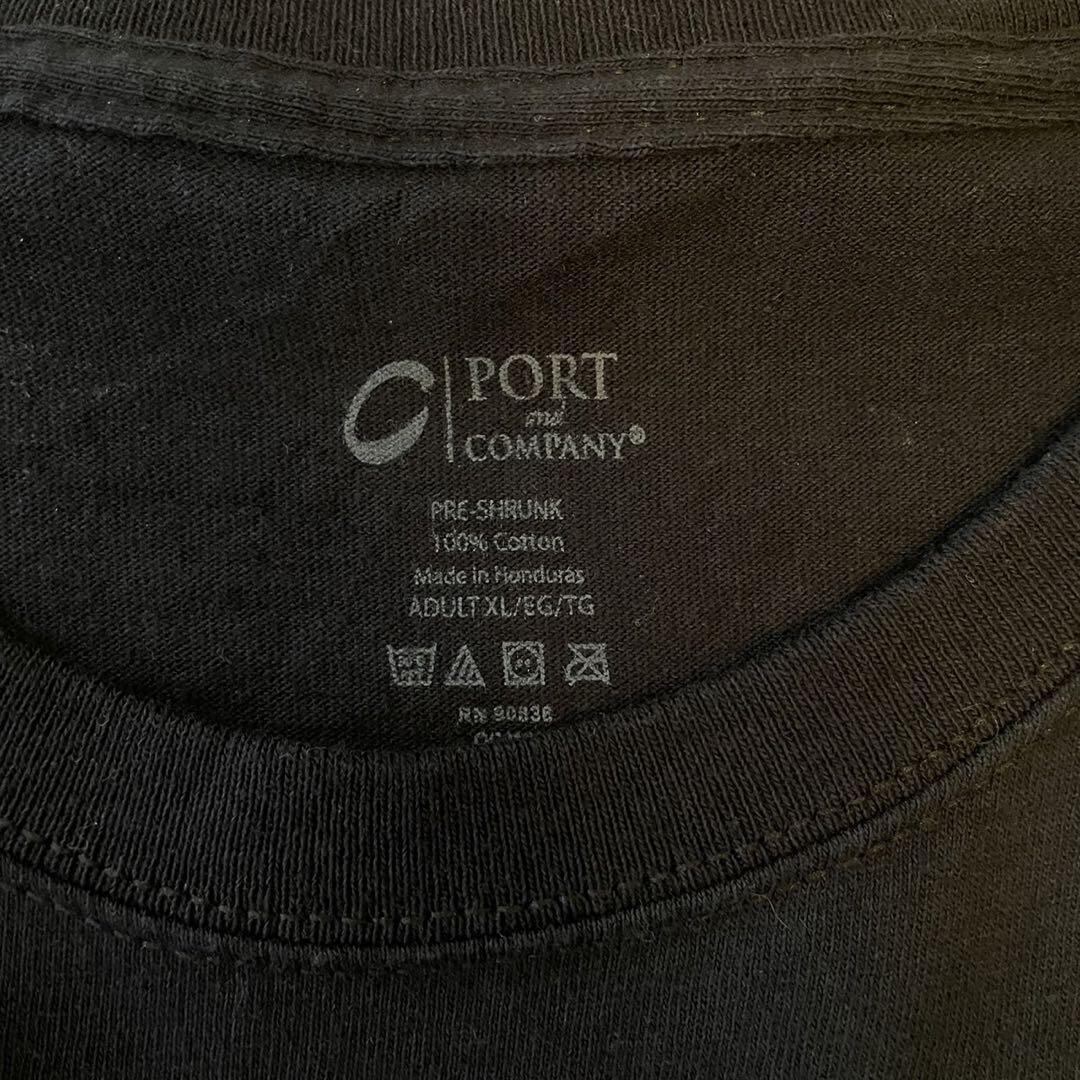 PORT
and
COMPANY®
PRE-SHRUNK
100% Cotton
Made in Honduras
ADULT XL/EG/TG
RN 90836